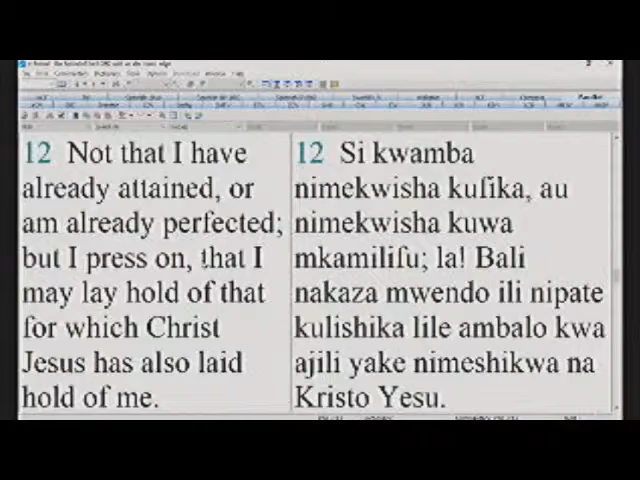 12 Not that I have
already attained, or
am already perfected;
but I press on, that I
may lay hold of that
for which Christ
Jesus has also laid
hold of me.
12 Si kwamba
nimekwisha kufika, au
nimekwisha kuwa
mkamilifu; la! Bali
nakaza mwendo ili nipate
kulishika lile ambalo kwa
ajili yake nimeshikwa na
Kristo Yesu.